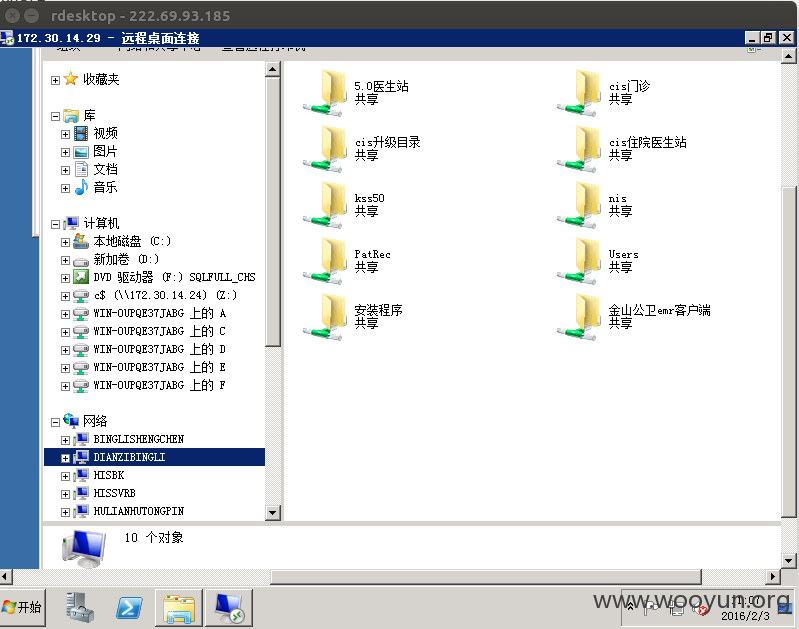 rdesktop - 222.69.93.185
172.30.14.29 - 远程桌面连接
收藏夹
库
视频
图片
文档
音乐
计算机
本地磁盘 (C:)
新加卷 (D:)
DVD 驱动器 (F:) SQLFULL_CHS
c$ (\\172.30.14.24) (Z:)
WIN-OUPQE37JABG 上的 A
WIN-OUPQE37JABG 上的 C
WIN-OUPQE37JABG 上的 D
WIN-OUPQE37JABG 上的 E
WIN-OUPQE37JABG 上的 F
网络
BINGLISHENGCHEN
DIANZIBINGLI
HISBK
HISSVRB
HULIANHUTONGPIN
5.0医生站
共享
cis门诊
共享
cis升级目录
共享
cis住院医生站
共享
kss50
共享
nis
共享
PatRec
共享
Users
共享
安装程序
共享
金山公卫emr客户端
共享
10 个对象
开始
www.wooyun.org
11:07
2016/2/3